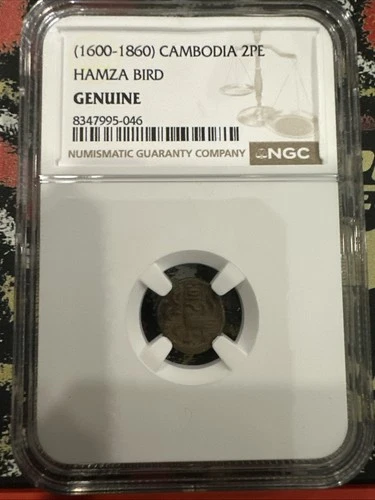 (1600-1860) CAMBODIA 2PE
HAMZA BIRD
GENUINE
8347995-046
NUMISMATIC GUARANTY COMPANY NGC